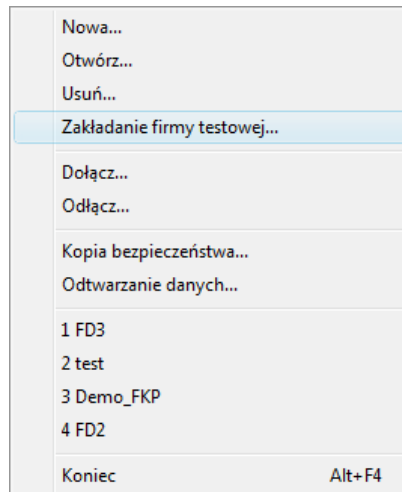 Nowa...
Otwórz...
Usuń...
Zakładanie firmy testowej...
Dołącz...
Odłącz...
Kopia bezpieczeństwa...
Odtwarzanie danych...
1 FD3
2 test
3 Demo_FKP
4 FD2
Koniec Alt+F4